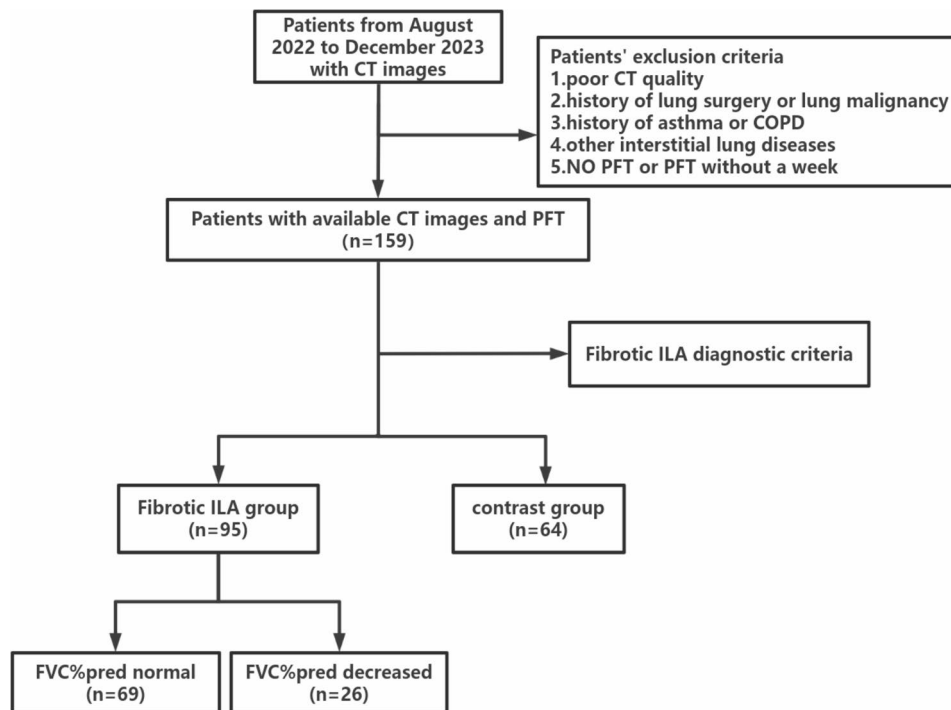 Patients from August
2022 to December 2023
with CT images
Patients' exclusion criteria
1.poor CT quality
2.history of lung surgery or lung malignancy
3.history of asthma or COPD
4.other interstitial lung diseases
5.NO PFT or PFT without a week
Patients with available CT images and PFT
(n=159)
Fibrotic ILA diagnostic criteria
Fibrotic ILA group
(n=95)
contrast group
(n=64)
FVC%pred normal
(n=69)
FVC%pred decreased
(n=26)